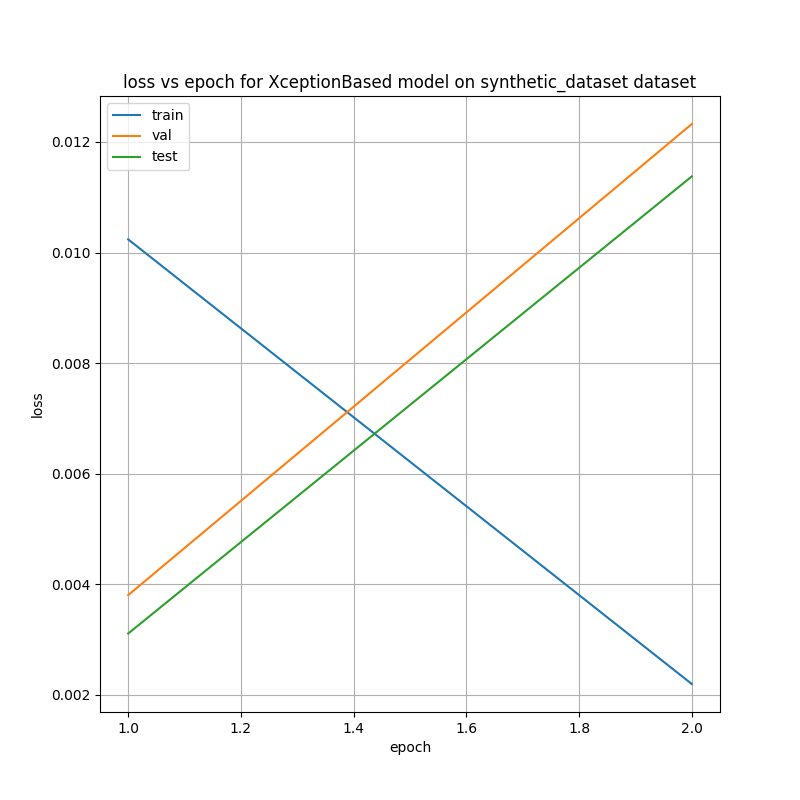 loss vs epoch for XceptionBased model on synthetic_dataset dataset
train
val
test
0.012
0.010
0.008
0.006
0.004
0.002
loss
1.0 1.2 1.4 1.6 1.8 2.0
epoch